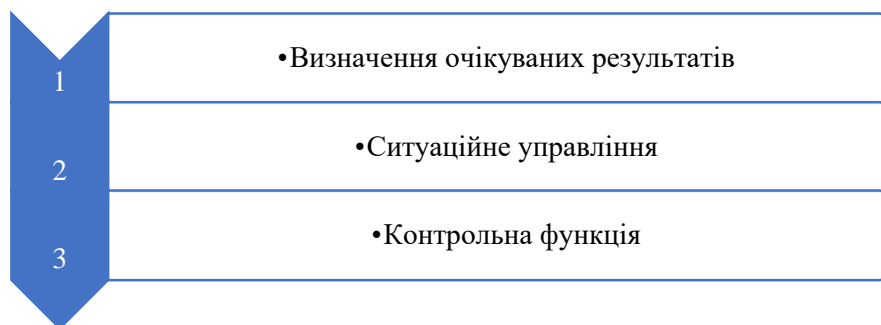 1
•Визначення очікуваних результатів
2
•Ситуаційне управління
3
•Контрольна функція